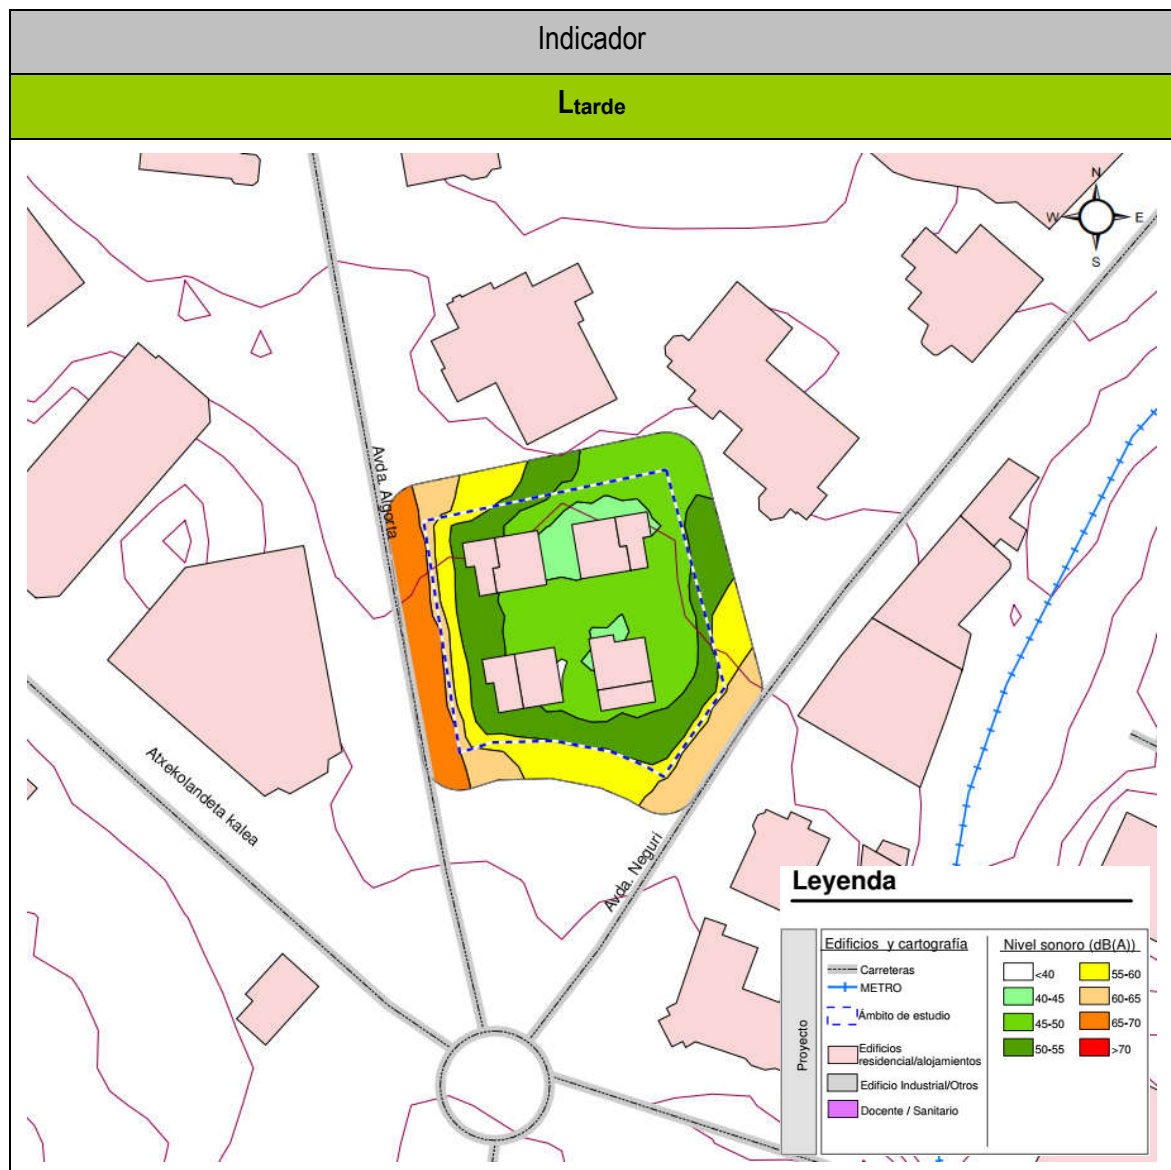 Indicador
Ltarde
N
W E
S
Avda. Algorta
Atxekolandeta kalea
Avda. Neguri
Leyenda
Proyecto
Edificios y cartografía
Carreteras
METRO
Ámbito de estudio
Edificios
residencial/alojamientos
Edificio Industrial/Otros
Docente / Sanitario
Nivel sonoro (dB(A))
<40 55-60
40-45 60-65
45-50 65-70
50-55 >70